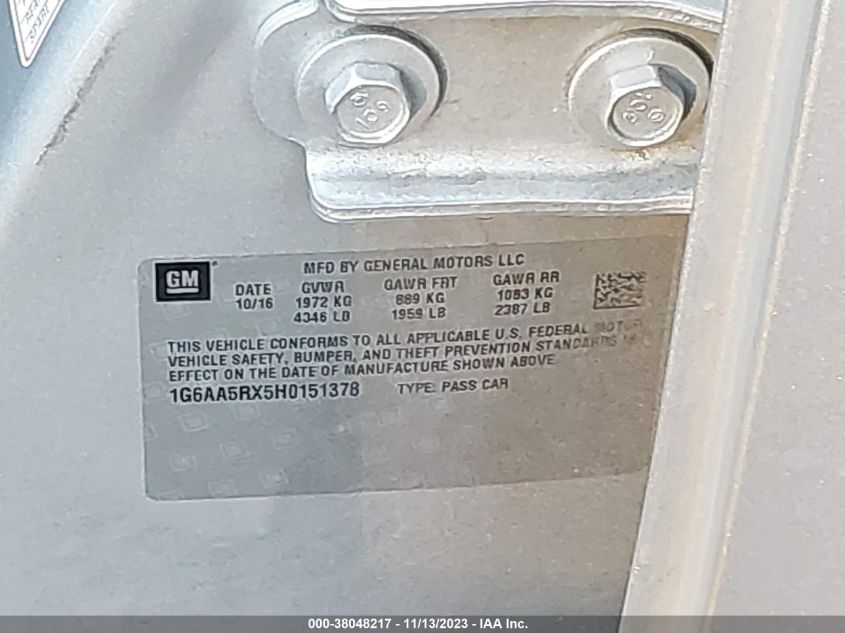 SPARE
GM
MFD BY GENERAL MOTORS LLC
DATE GVWR GAWR FRT GAWR RR
10/16 1972 KG 889 KG 1083 KG
4346 LB 1959 LB 2387 LB
THIS VEHICLE CONFORMS TO ALL APPLICABLE U.S. FEDERAL MOTOR
VEHICLE SAFETY, BUMPER, AND THEFT PREVENTION STANDARDS IN
EFFECT ON THE DATE OF MANUFACTURE SHOWN ABOVE
1G6AA5RX5H0151378 TYPE: PASS CAR
000-38048217 - 11/13/2023 - IAA Inc.